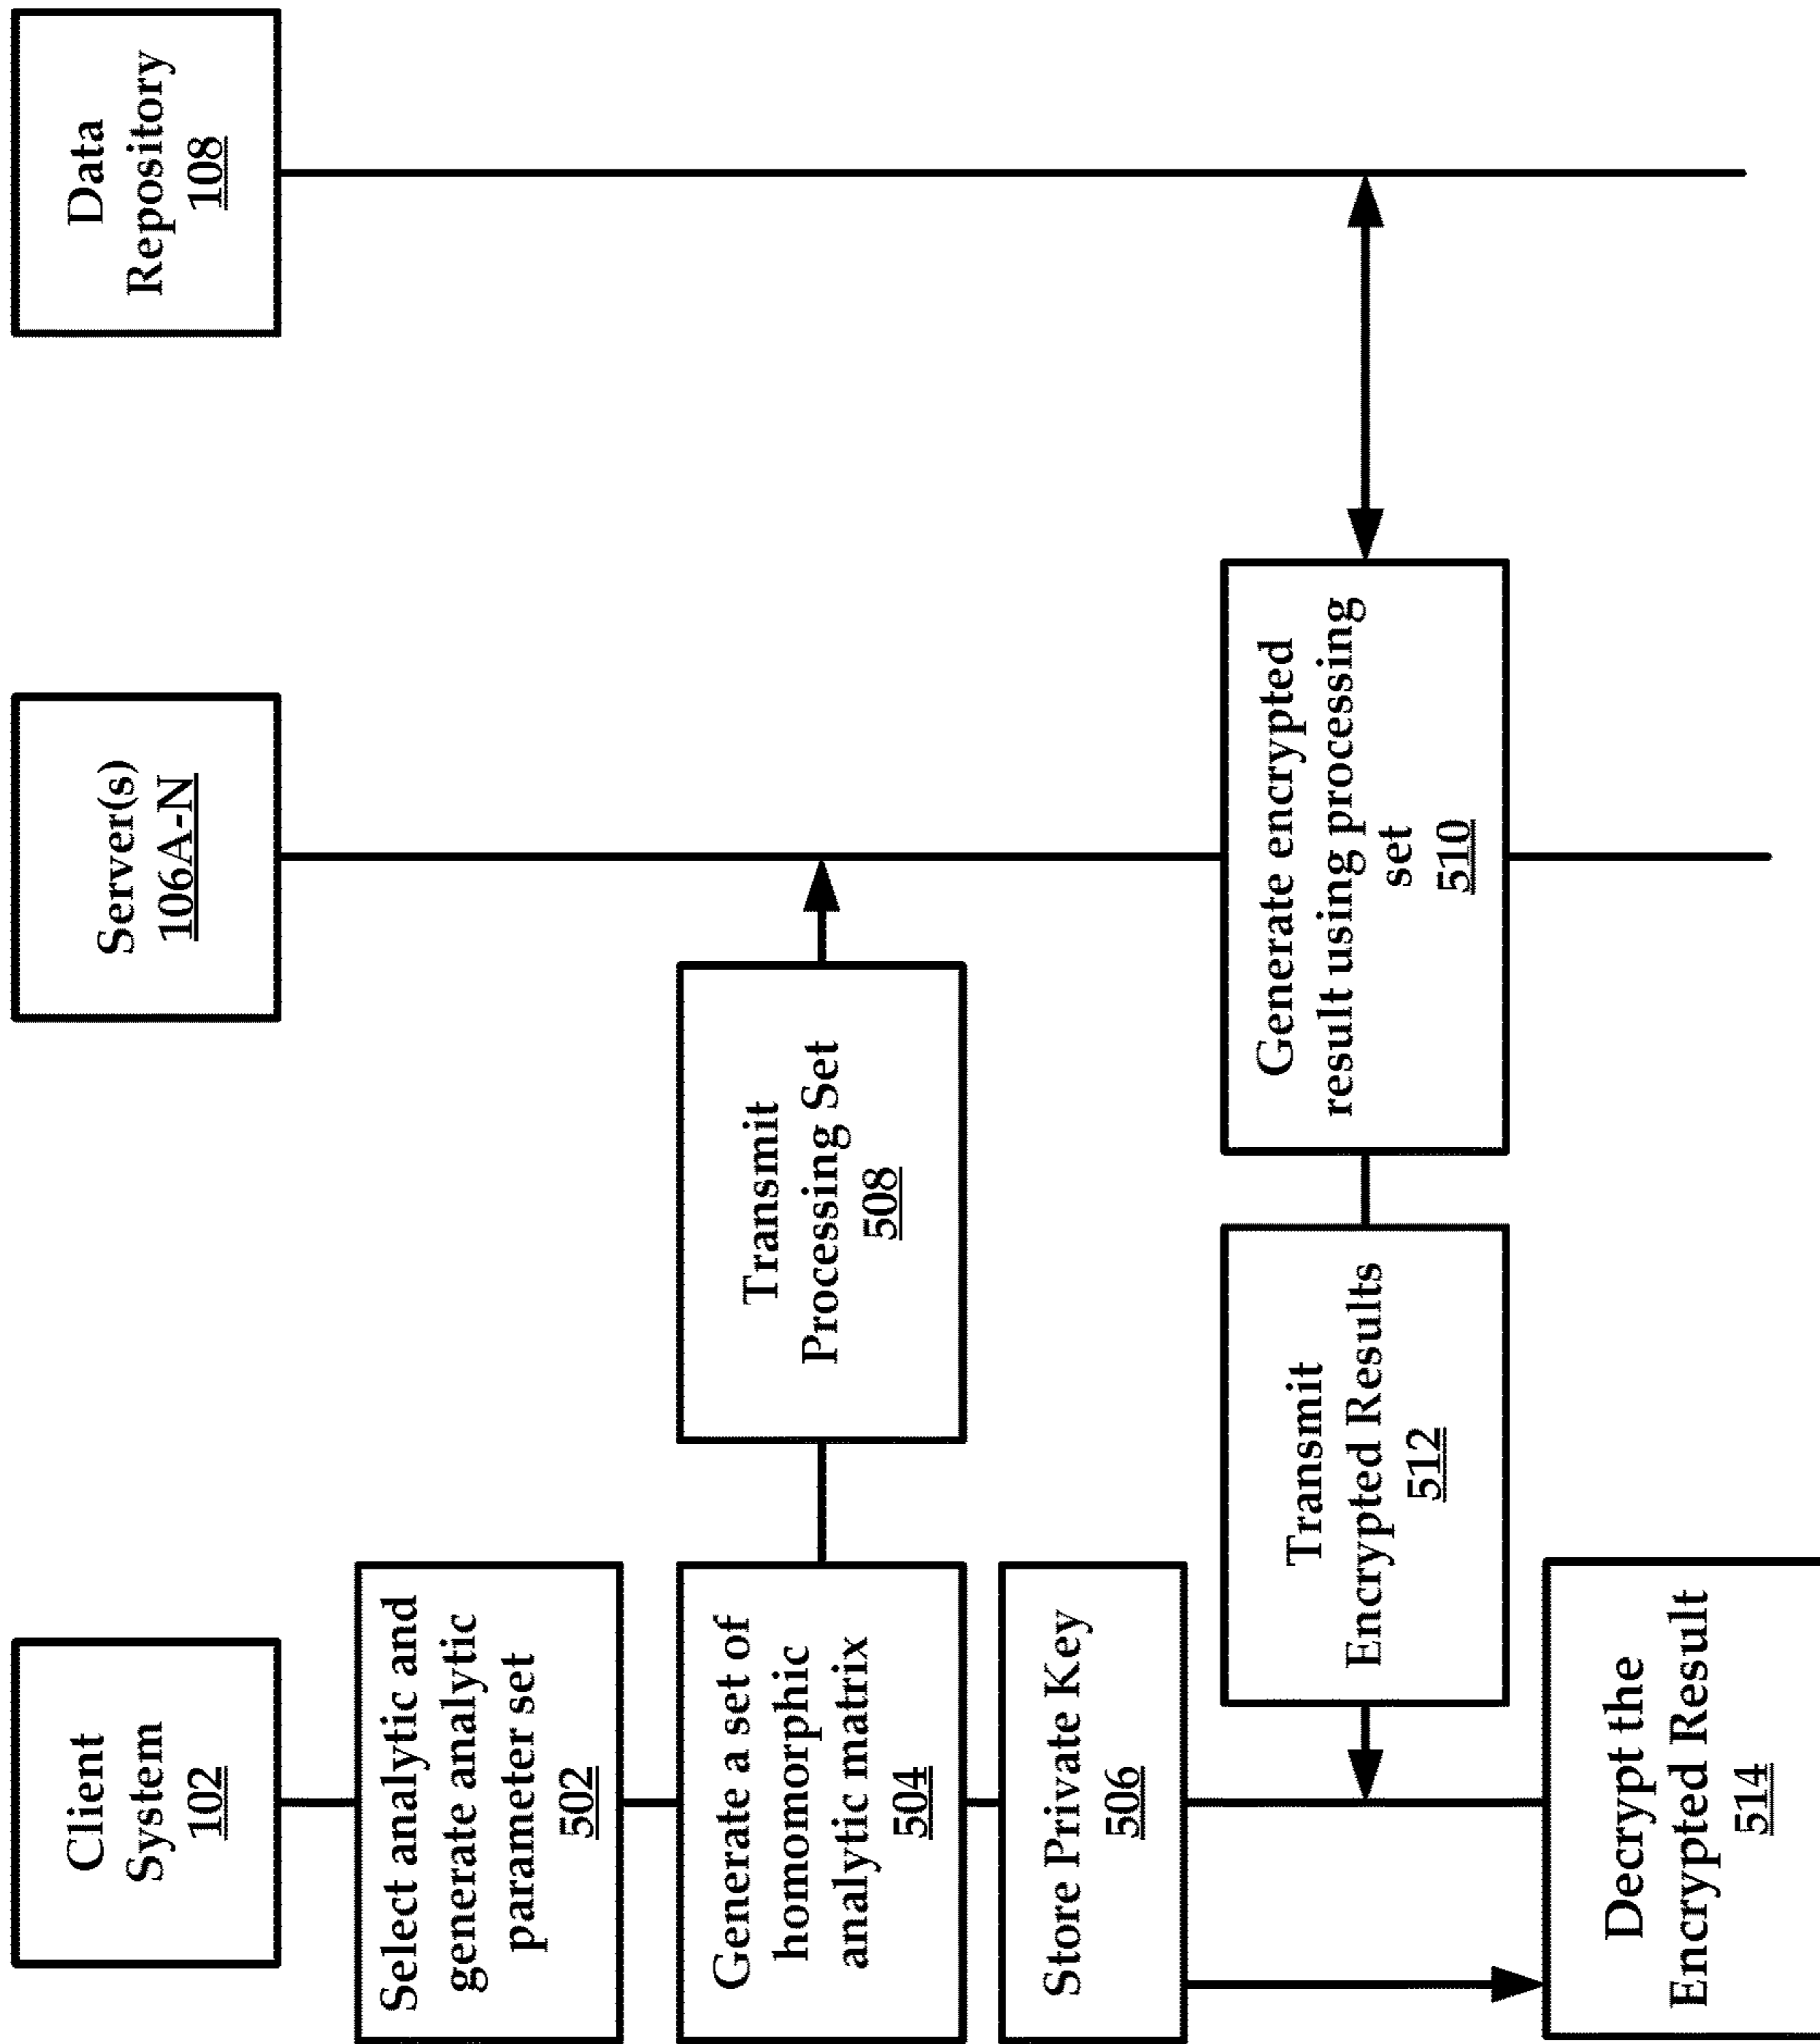 Client
System
102
Server(s)
106A-N
Data
Repository
108
Select analytic and
generate analytic
parameter set
502
Generate a set of
homomorphic
analytic matrix
504
Transmit
Processing Set
508
Store Private Key
506
Generate encrypted
result using processing
set
510
Transmit
Encrypted Results
512
Decrypt the
Encrypted Result
514